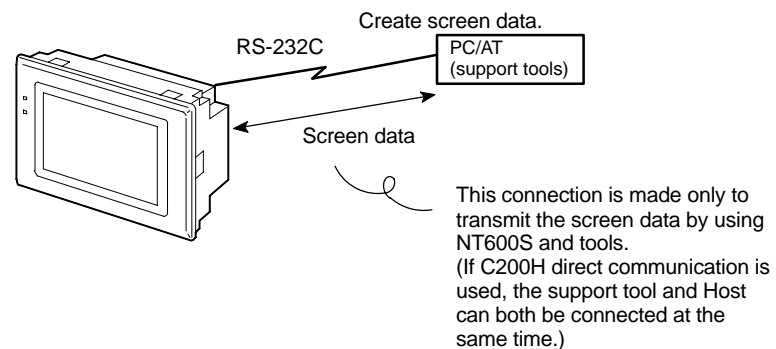 Create screen data.
RS-232C
PC/AT
(support tools)
Screen data
This connection is made only to
transmit the screen data by using
NT600S and tools.
(If C200H direct communication is
used, the support tool and Host
can both be connected at the
same time.)